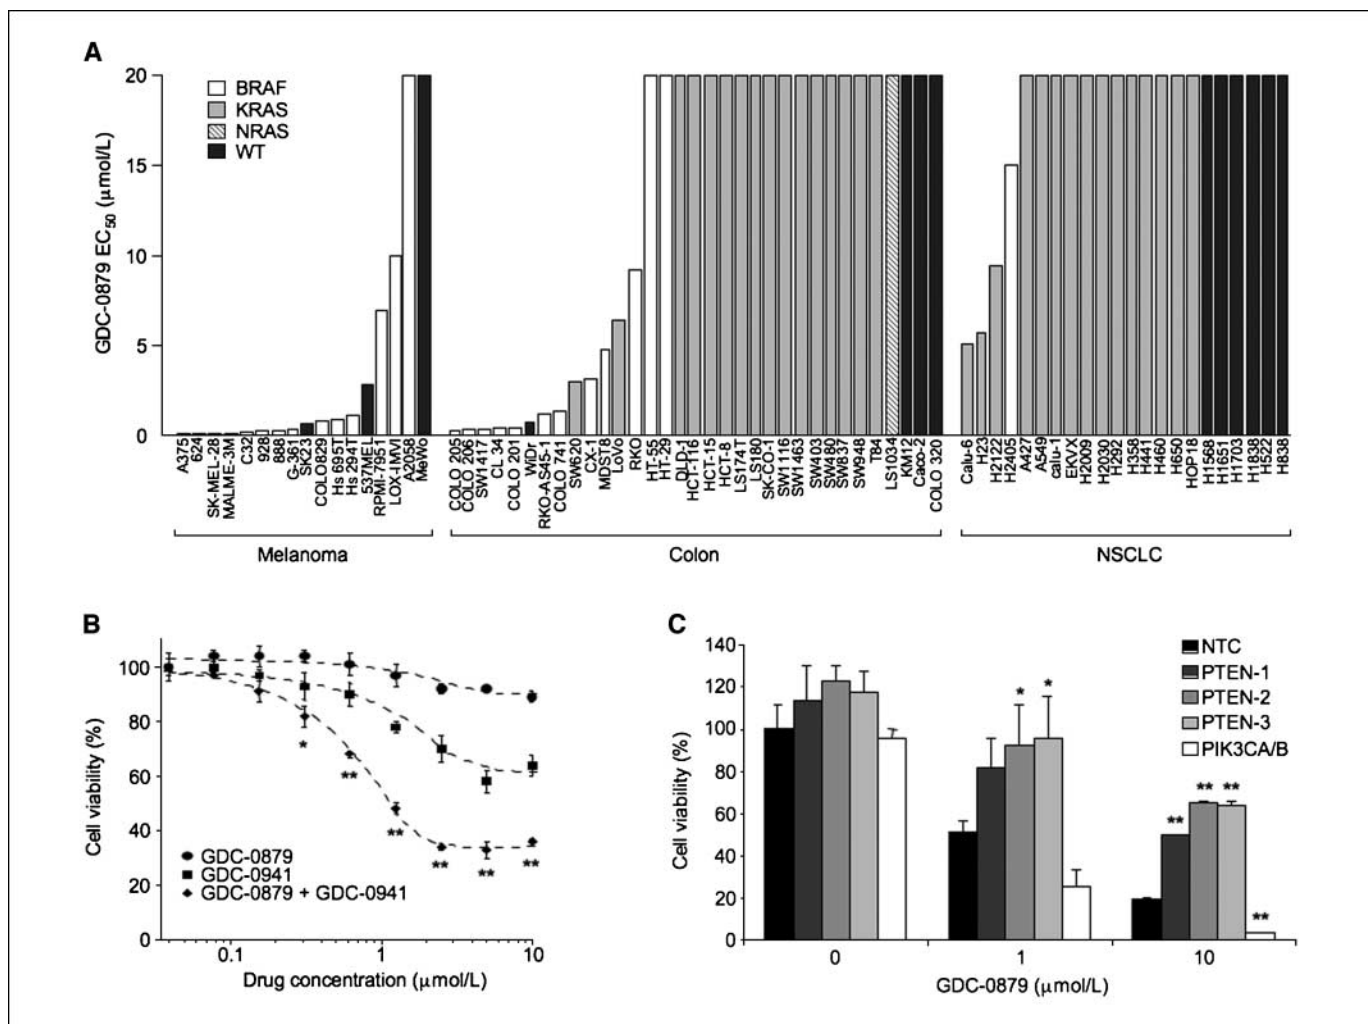 A
GDC-0879 EC50 (µmol/L)
20
15
10
5
0
BRAF
KRAS
NRAS
WT
A375
624
SK-MEL-28
MALME-3M
C32
928
888
G-361
SK23
COLO829
Hs 695T
Hs 294T
537MEL
RPMI-7951
LOX-IMVI
A2058
MeWo
COLO 205
COLO 206
SW1417
CL 34
COLO 201
WiDr
RKO-AS45-1
COLO 741
SW620
CX-1
MDST8
LoVo
RKO
HT-55
HT-29
DLD-1
HCT-116
HCT-15
HCT-8
LS174T
LS180
SK-CO-1
SW1116
SW1463
SW403
SW480
SW837
SW948
T84
LS1034
KM12
Caco-2
COLO 320
Calu-6
H23
H2122
H2405
A427
A549
calu-1
EKVX
H2009
H2030
H292
H358
H441
H460
H650
HOP18
H1568
H1651
H1703
H1838
H522
H838
Melanoma
Colon
NSCLC
B
Cell viability (%)
100
80
60
40
20
0
*
**
**
**
**
**
GDC-0879
GDC-0941
GDC-0879 + GDC-0941
0.1
1
10
Drug concentration (µmol/L)
C
Cell viability (%)
140
120
100
80
60
40
20
0
NTC
PTEN-1
PTEN-2
PTEN-3
PIK3CA/B
*
*
**
**
**
**
0
1
10
GDC-0879 (µmol/L)